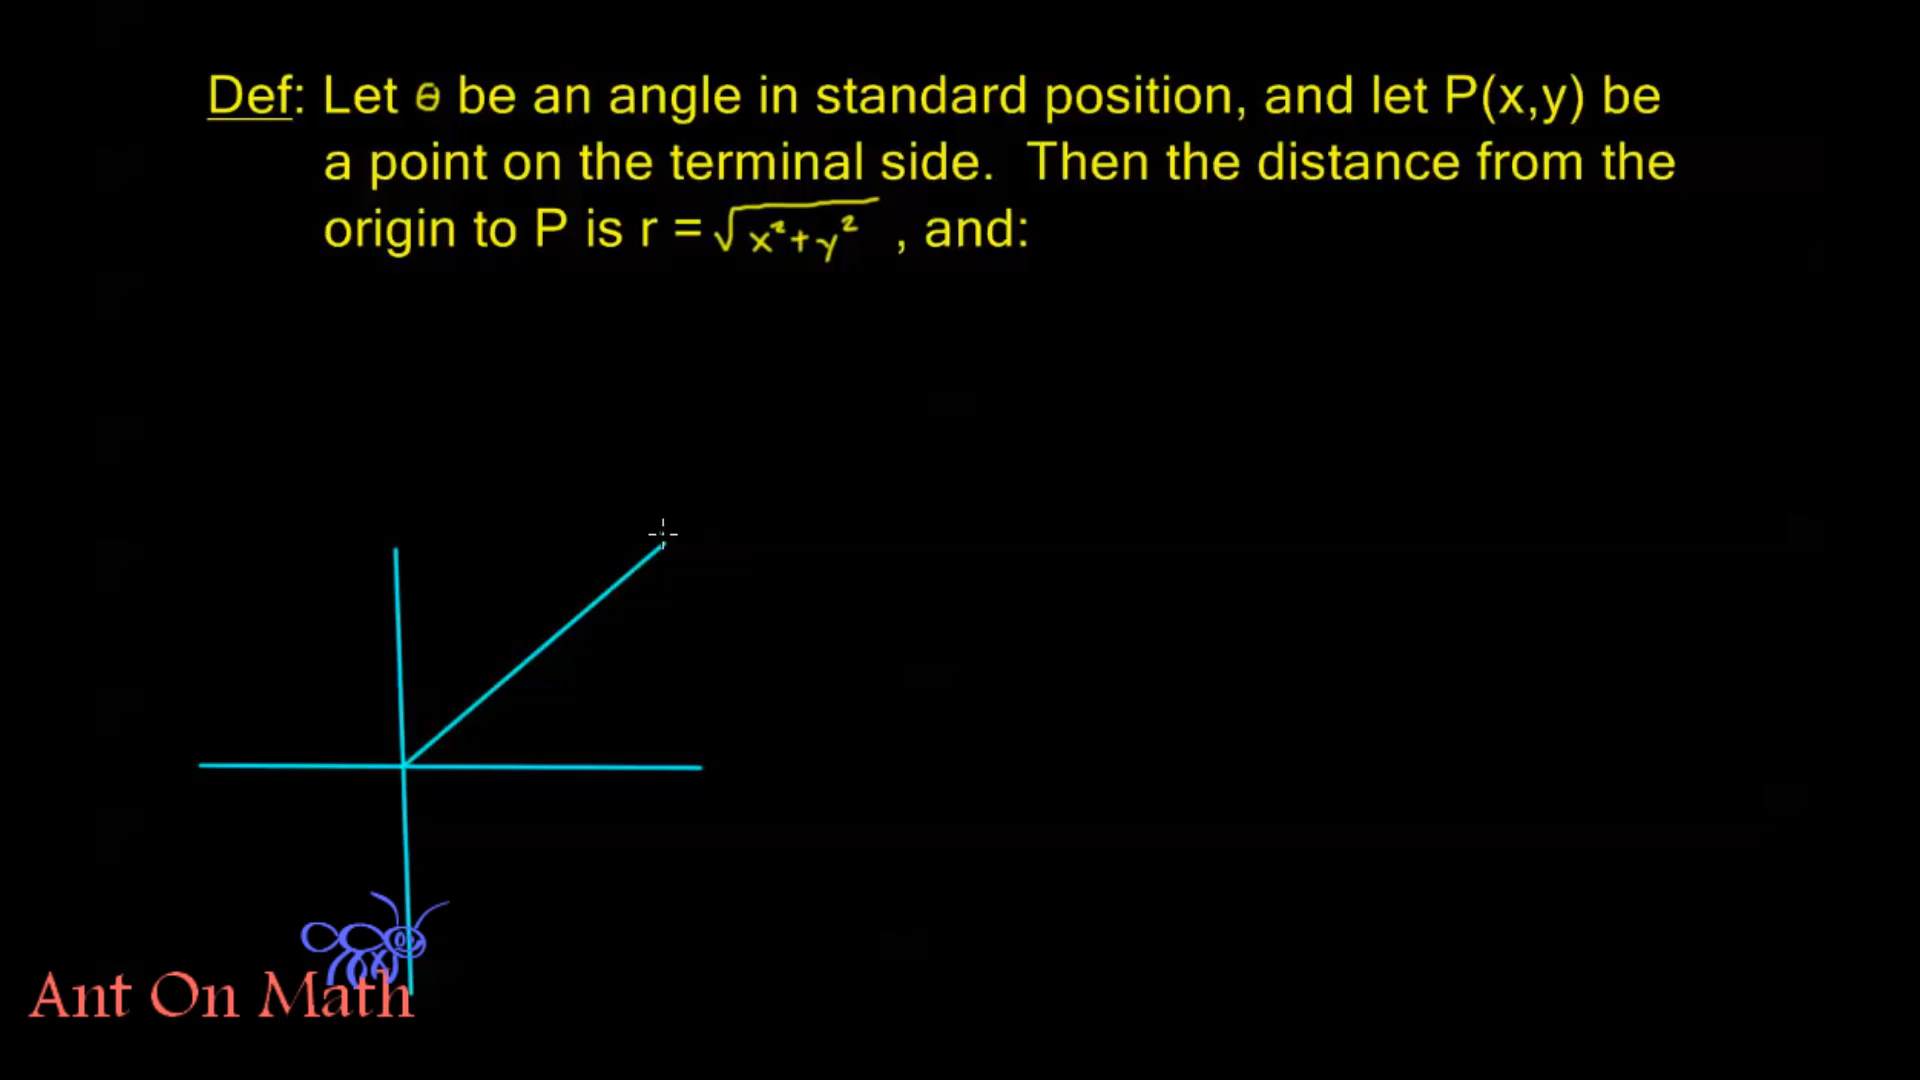 Def: Let θ be an angle in standard position, and let P(x,y) be
a point on the terminal side. Then the distance from the
origin to P is r = √x²+y² , and:
Ant On Math